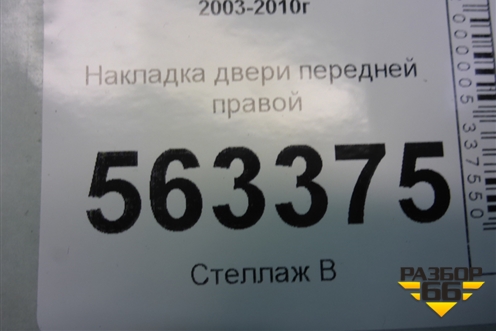 2003-2010г
Накладка двери передней
правой
563375
Стеллаж В
РАЗБОР
66